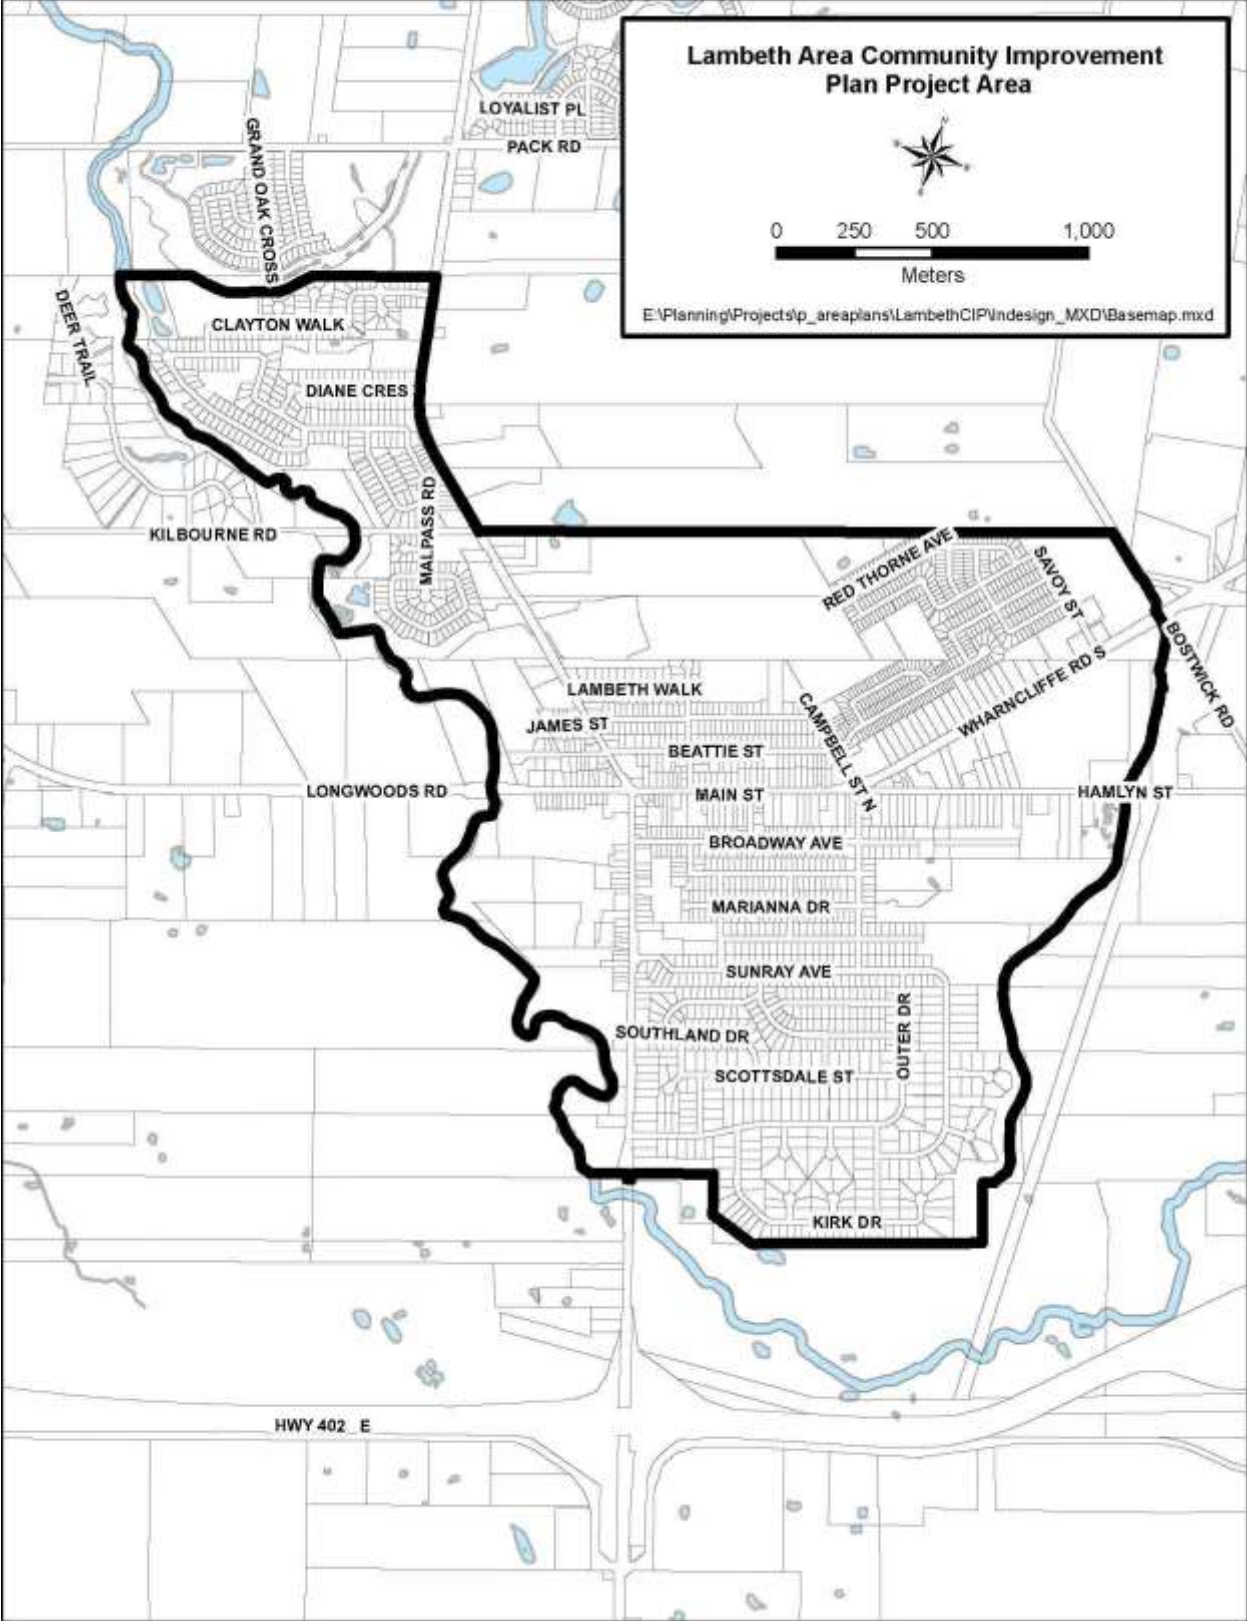 Lambeth Area Community Improvement
Plan Project Area
0 250 500 1,000
Meters
E:\Planning\Projects\p_areaplans\LambethCIP\Indesign_MXD\Basemap.mxd
LOYALIST PL
PACK RD
GRAND OAK CROSS
DEER TRAIL
CLAYTON WALK
DIANE CRES
MALPASS RD
KILBOURNE RD
RED THORNE AVE
SAVOY ST
BOSTWICK RD
WHARNCLIFFE RD S
LAMBETH WALK
CAMPBELL ST N
JAMES ST
BEATTIE ST
LONGWOODS RD
MAIN ST
HAMLYN ST
BROADWAY AVE
MARIANNA DR
SUNRAY AVE
OUTER DR
SOUTHLAND DR
SCOTTSDALE ST
KIRK DR
HWY 402 E